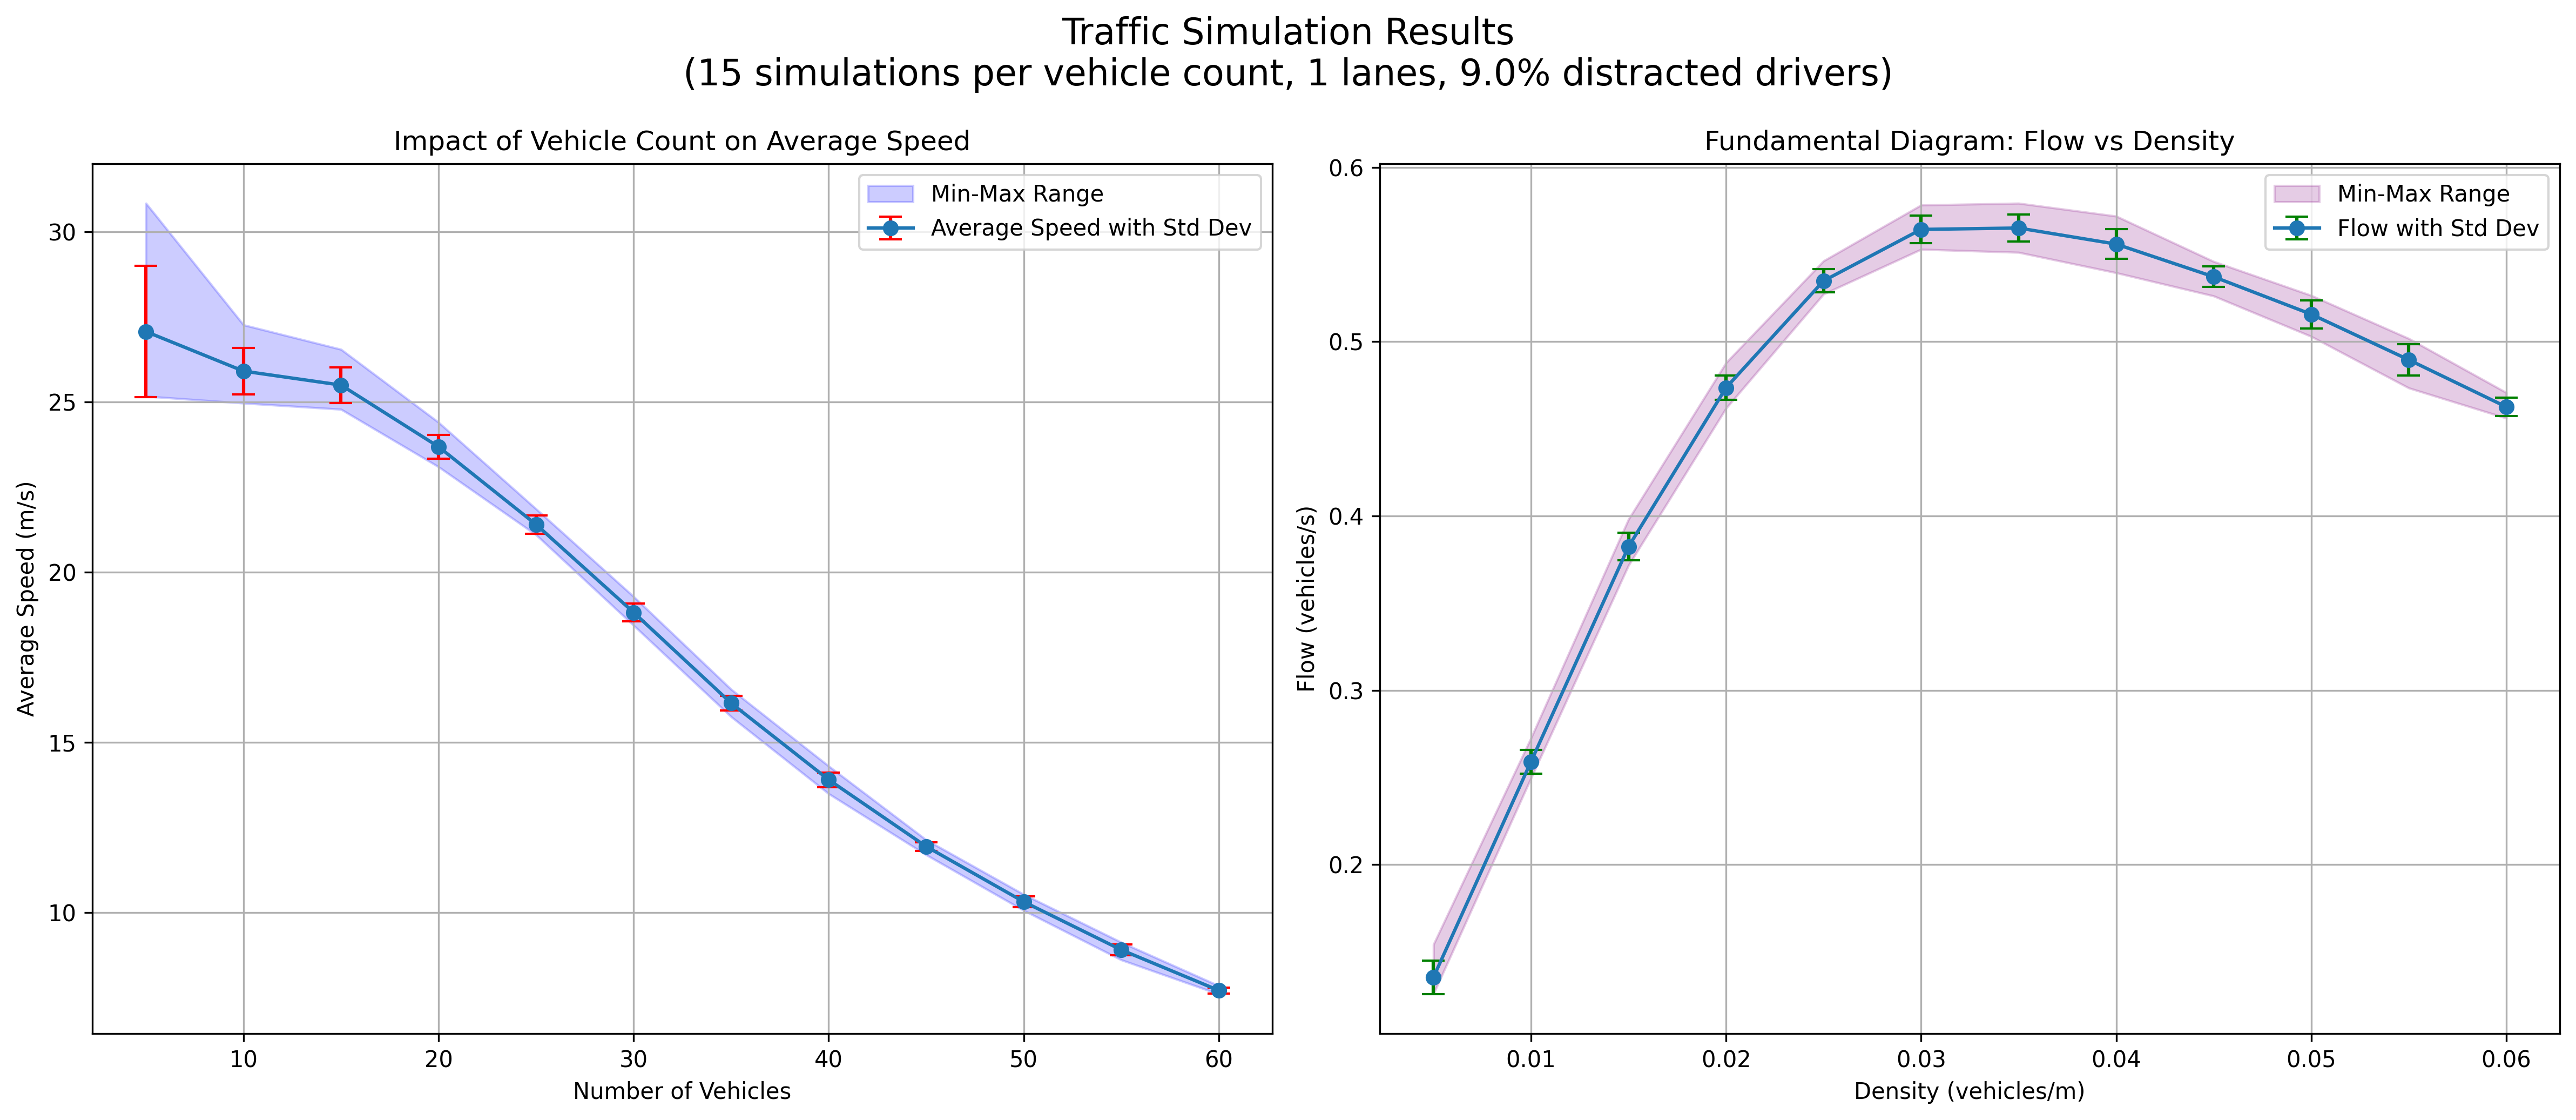 Traffic Simulation Results
(15 simulations per vehicle count, 1 lanes, 9.0% distracted drivers)
Impact of Vehicle Count on Average Speed
Min-Max Range
Average Speed with Std Dev
30
25
20
15
10
Average Speed (m/s)
10
20
30
40
50
60
Number of Vehicles
Fundamental Diagram: Flow vs Density
Min-Max Range
Flow with Std Dev
0.6
0.5
0.4
0.3
0.2
Flow (vehicles/s)
0.01
0.02
0.03
0.04
0.05
0.06
Density (vehicles/m)